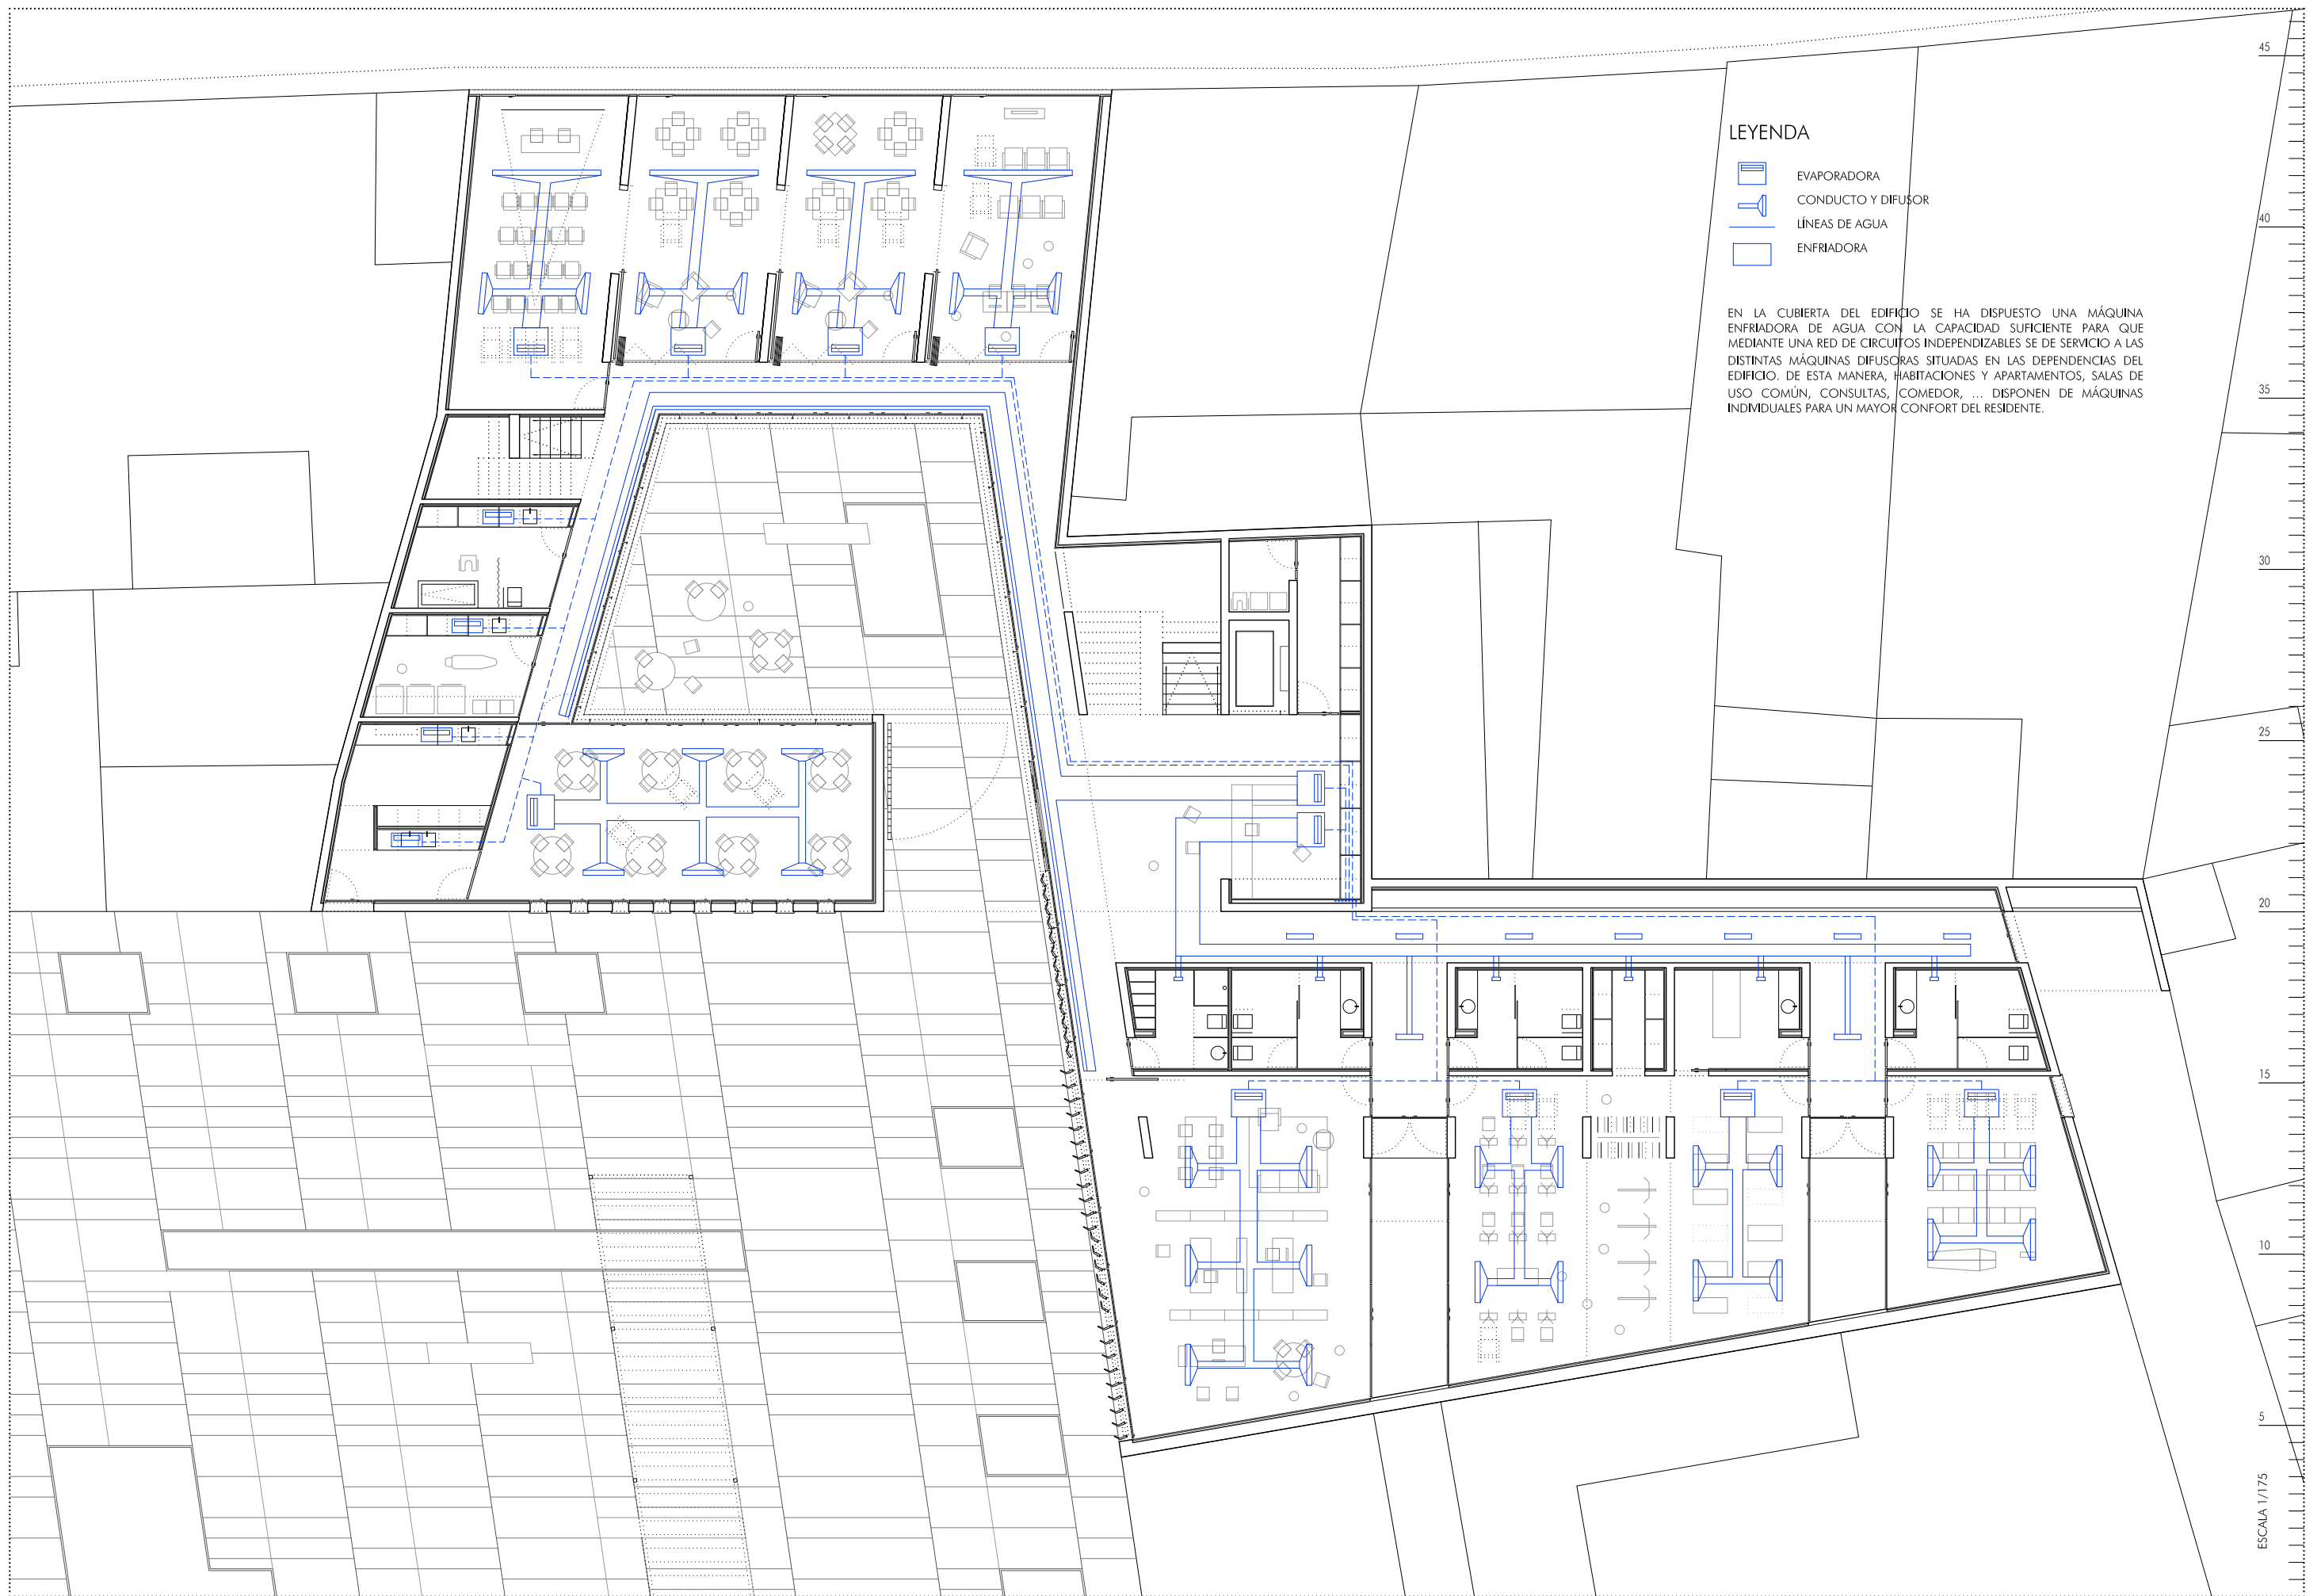 LEYENDA
EVAPORADORA
CONDUCTO Y DIFUSOR
LÍNEAS DE AGUA
ENFRIADORA
EN LA CUBIERTA DEL EDIFICIO SE HA DISPUESTO UNA MÁQUINA
ENFRIADORA DE AGUA CON LA CAPACIDAD SUFICIENTE PARA QUE
MEDIANTE UNA RED DE CIRCUITOS INDEPENDIZABLES SE DE SERVICIO A LAS
DISTINTAS MÁQUINAS DIFUSORAS SITUADAS EN LAS DEPENDENCIAS DEL
EDIFICIO. DE ESTA MANERA, HABITACIONES Y APARTAMENTOS, SALAS DE
USO COMÚN, CONSULTAS, COMEDOR, ... DISPONEN DE MÁQUINAS
INDIVIDUALES PARA UN MAYOR CONFORT DEL RESIDENTE.
45
40
35
30
25
20
15
10
5
ESCALA 1/175